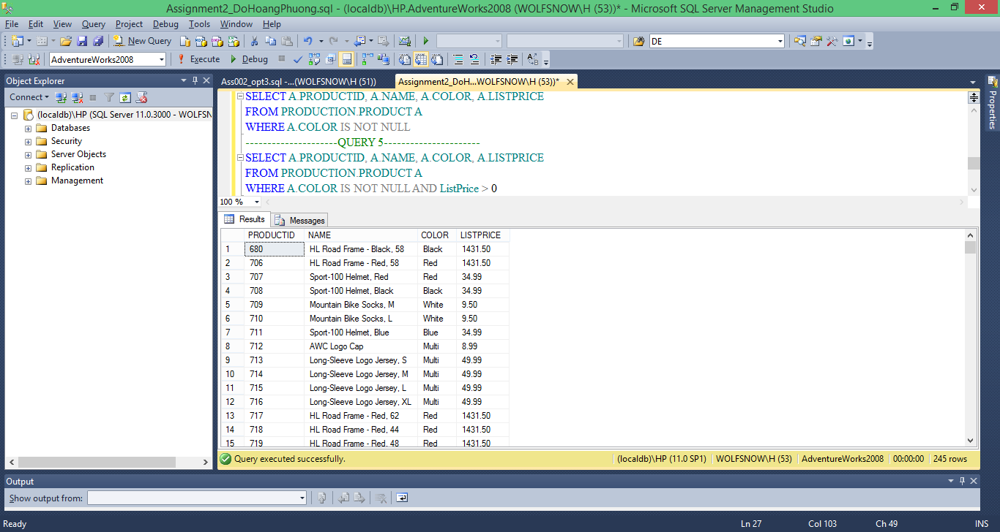 Assignment2_DoHoangPhuong.sql - (localdb)\HP.AdventureWorks2008 (WOLFSNOW\H (53))* - Microsoft SQL Server Management Studio
File Edit View Query Project Debug Tools Window Help
New Query DE
AdventureWorks2008 Execute Debug
Object Explorer
Connect
(localdb)\HP (SQL Server 11.0.3000 - WOLFSN
Databases
Security
Server Objects
Replication
Management
Ass002_opt3.sql -...(WOLFSNOW\H (51)) Assignment2_DoH...WOLFSNOW\H (53))*
Properties
SELECT A.PRODUCTID, A.NAME, A.COLOR, A.LISTPRICE
FROM PRODUCTION.PRODUCT A
WHERE A.COLOR IS NOT NULL
---------------------QUERY 5----------------------
SELECT A.PRODUCTID, A.NAME, A.COLOR, A.LISTPRICE
FROM PRODUCTION.PRODUCT A
WHERE A.COLOR IS NOT NULL AND ListPrice > 0
100 %
Results Messages
PRODUCTID NAME COLOR LISTPRICE
1 680 HL Road Frame - Black, 58 Black 1431.50
2 706 HL Road Frame - Red, 58 Red 1431.50
3 707 Sport-100 Helmet, Red Red 34.99
4 708 Sport-100 Helmet, Black Black 34.99
5 709 Mountain Bike Socks, M White 9.50
6 710 Mountain Bike Socks, L White 9.50
7 711 Sport-100 Helmet, Blue Blue 34.99
8 712 AWC Logo Cap Multi 8.99
9 713 Long-Sleeve Logo Jersey, S Multi 49.99
10 714 Long-Sleeve Logo Jersey, M Multi 49.99
11 715 Long-Sleeve Logo Jersey, L Multi 49.99
12 716 Long-Sleeve Logo Jersey, XL Multi 49.99
13 717 HL Road Frame - Red, 62 Red 1431.50
14 718 HL Road Frame - Red, 44 Red 1431.50
15 719 HL Road Frame - Red, 48 Red 1431.50
Query executed successfully. (localdb)\HP (11.0 SP1) WOLFSNOW\H (53) AdventureWorks2008 00:00:00 245 rows
Output
Show output from:
Ready Ln 27 Col 103 Ch 49 INS